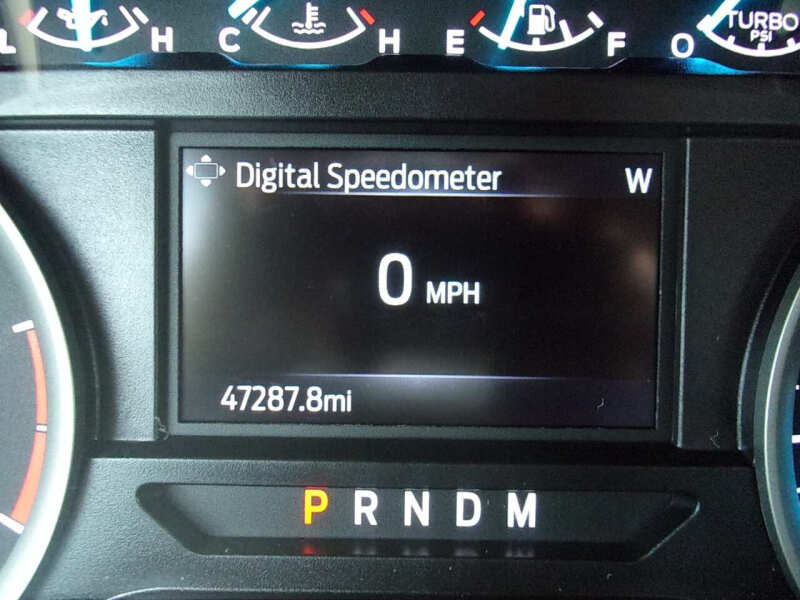 L H C H E F O TURBO PSI
Digital Speedometer W
0 MPH
47287.8mi
P R N D M